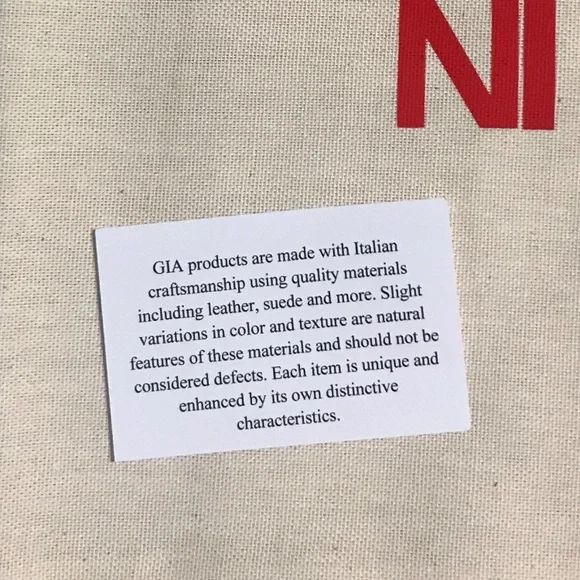 NI
GIA products are made with Italian
craftsmanship using quality materials
including leather, suede and more. Slight
variations in color and texture are natural
features of these materials and should not be
considered defects. Each item is unique and
enhanced by its own distinctive
characteristics.